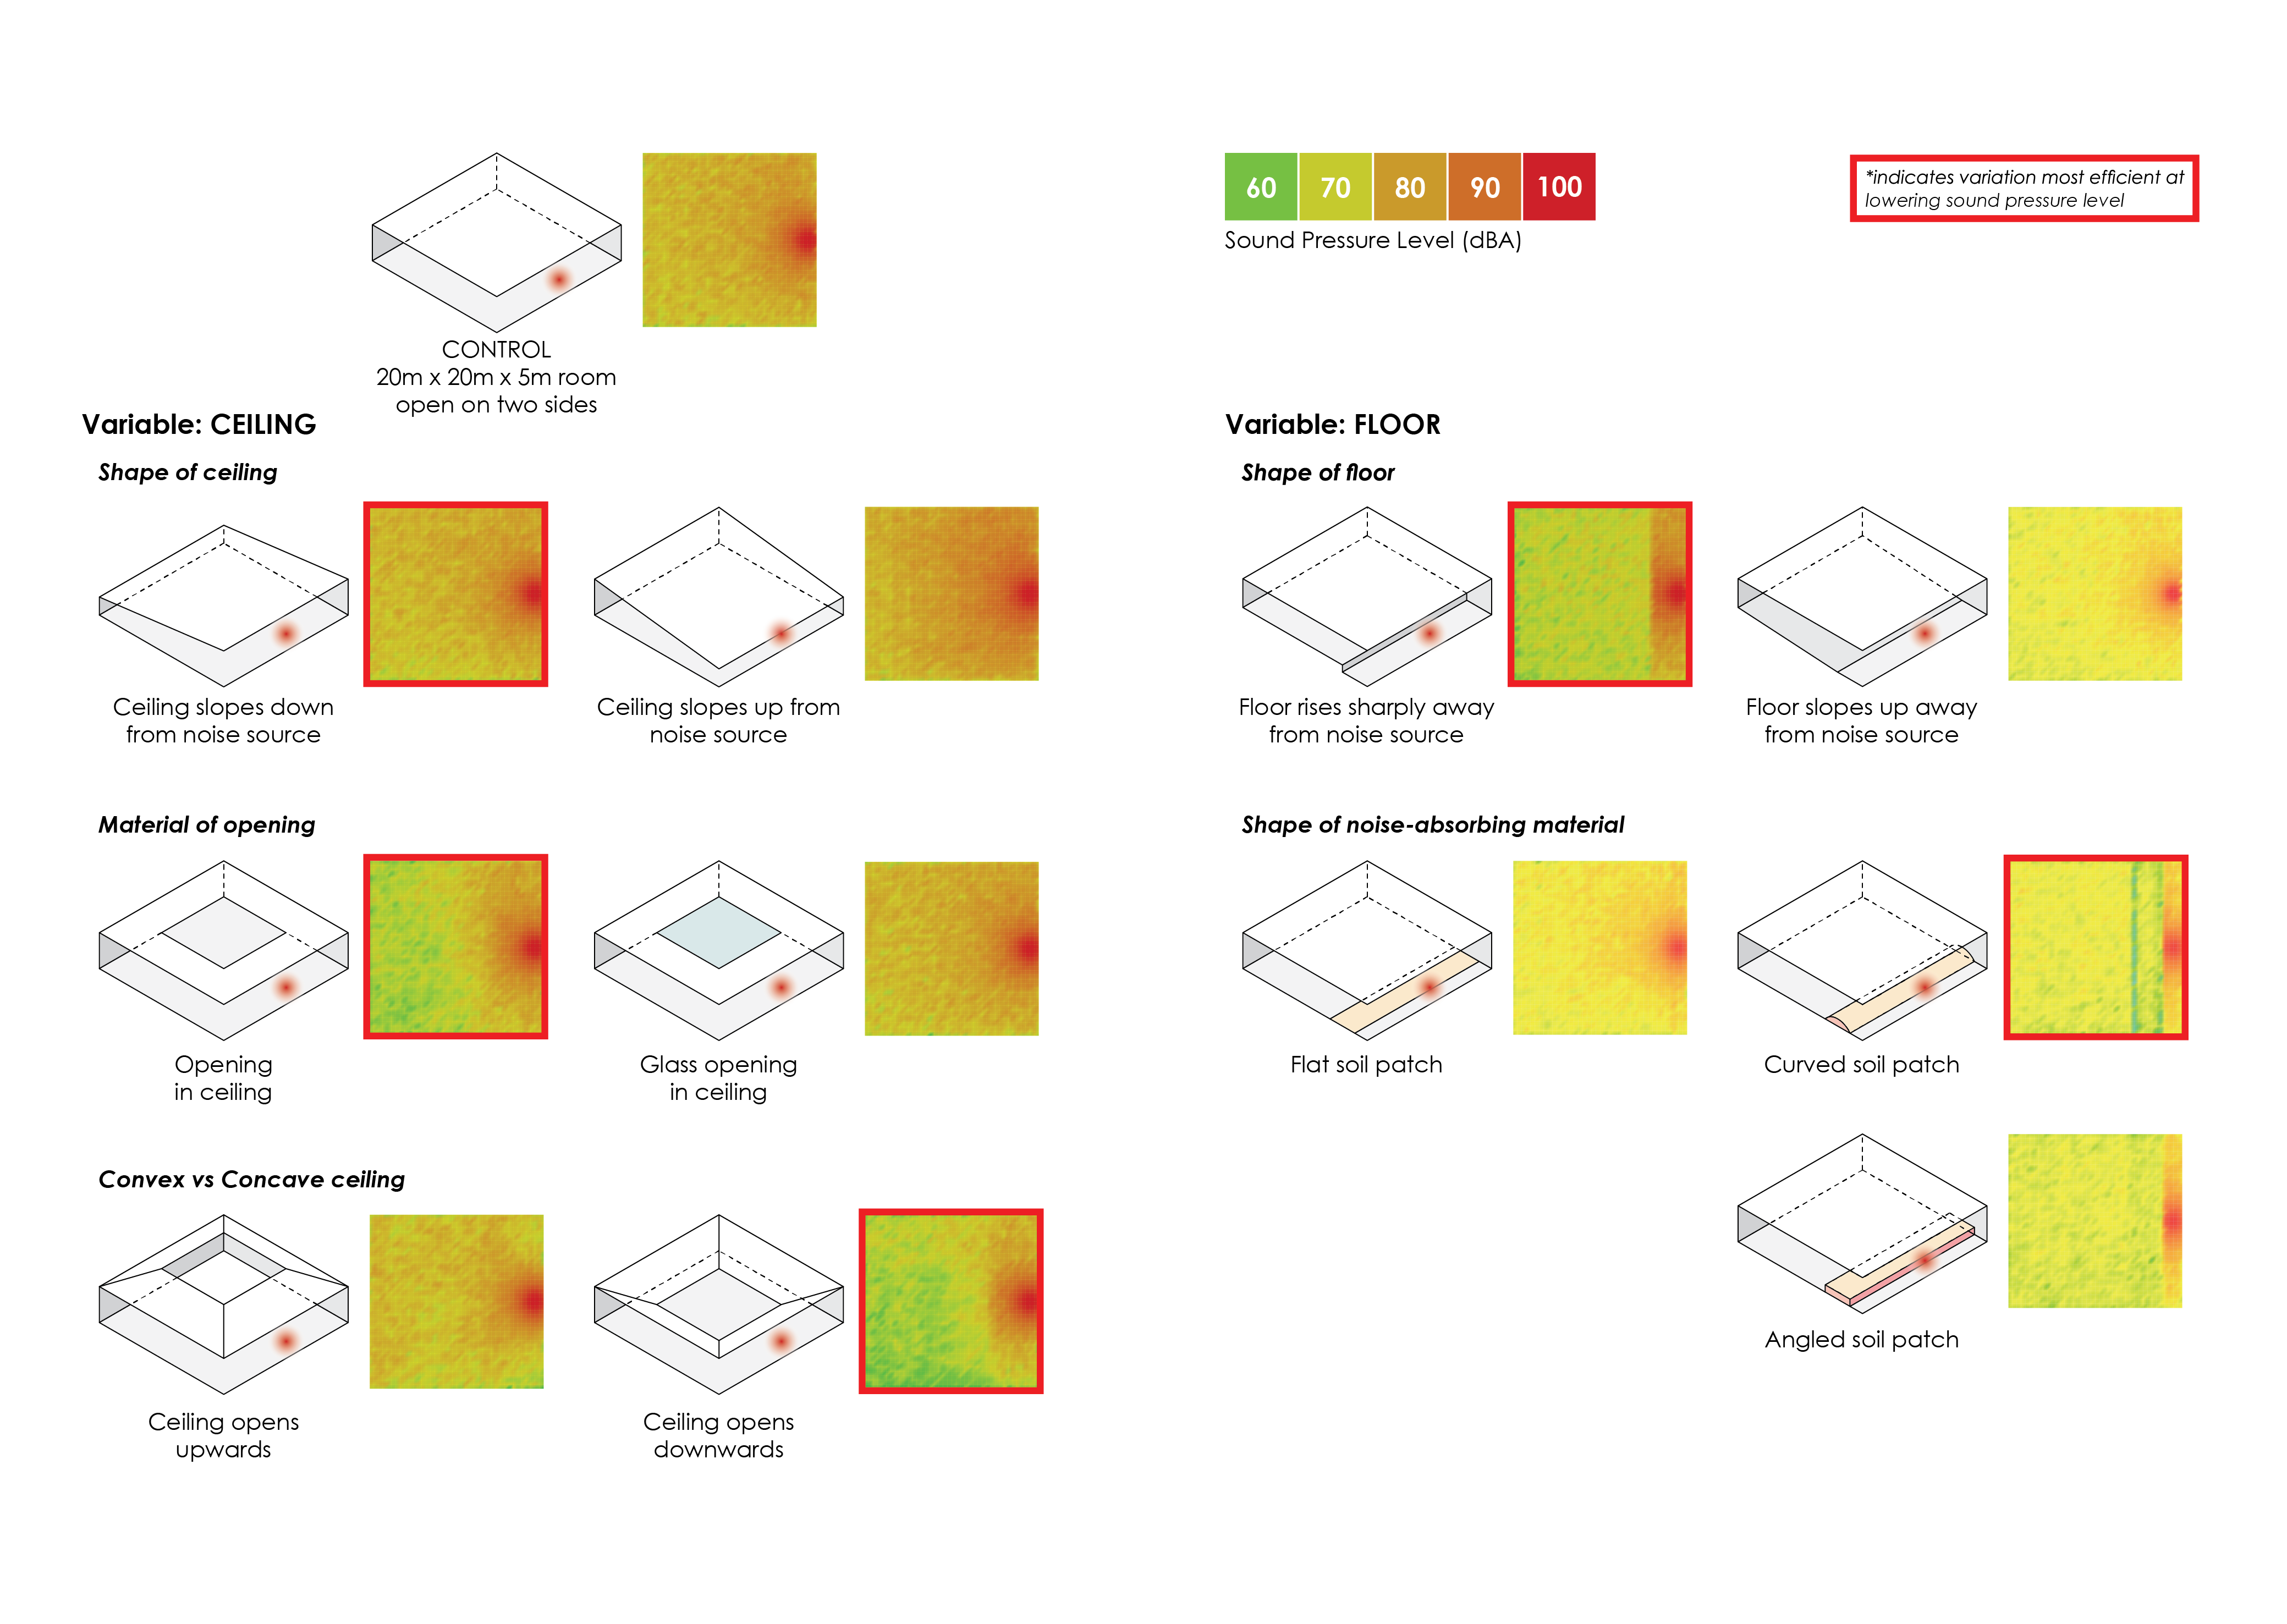 60 70 80 90 100
Sound Pressure Level (dBA)
*indicates variation most efficient at
lowering sound pressure level
CONTROL
20m x 20m x 5m room
open on two sides
Variable: CEILING
Shape of ceiling
Ceiling slopes down
from noise source
Ceiling slopes up from
noise source
Material of opening
Opening
in ceiling
Glass opening
in ceiling
Convex vs Concave ceiling
Ceiling opens
upwards
Ceiling opens
downwards
Variable: FLOOR
Shape of floor
Floor rises sharply away
from noise source
Floor slopes up away
from noise source
Shape of noise-absorbing material
Flat soil patch
Curved soil patch
Angled soil patch